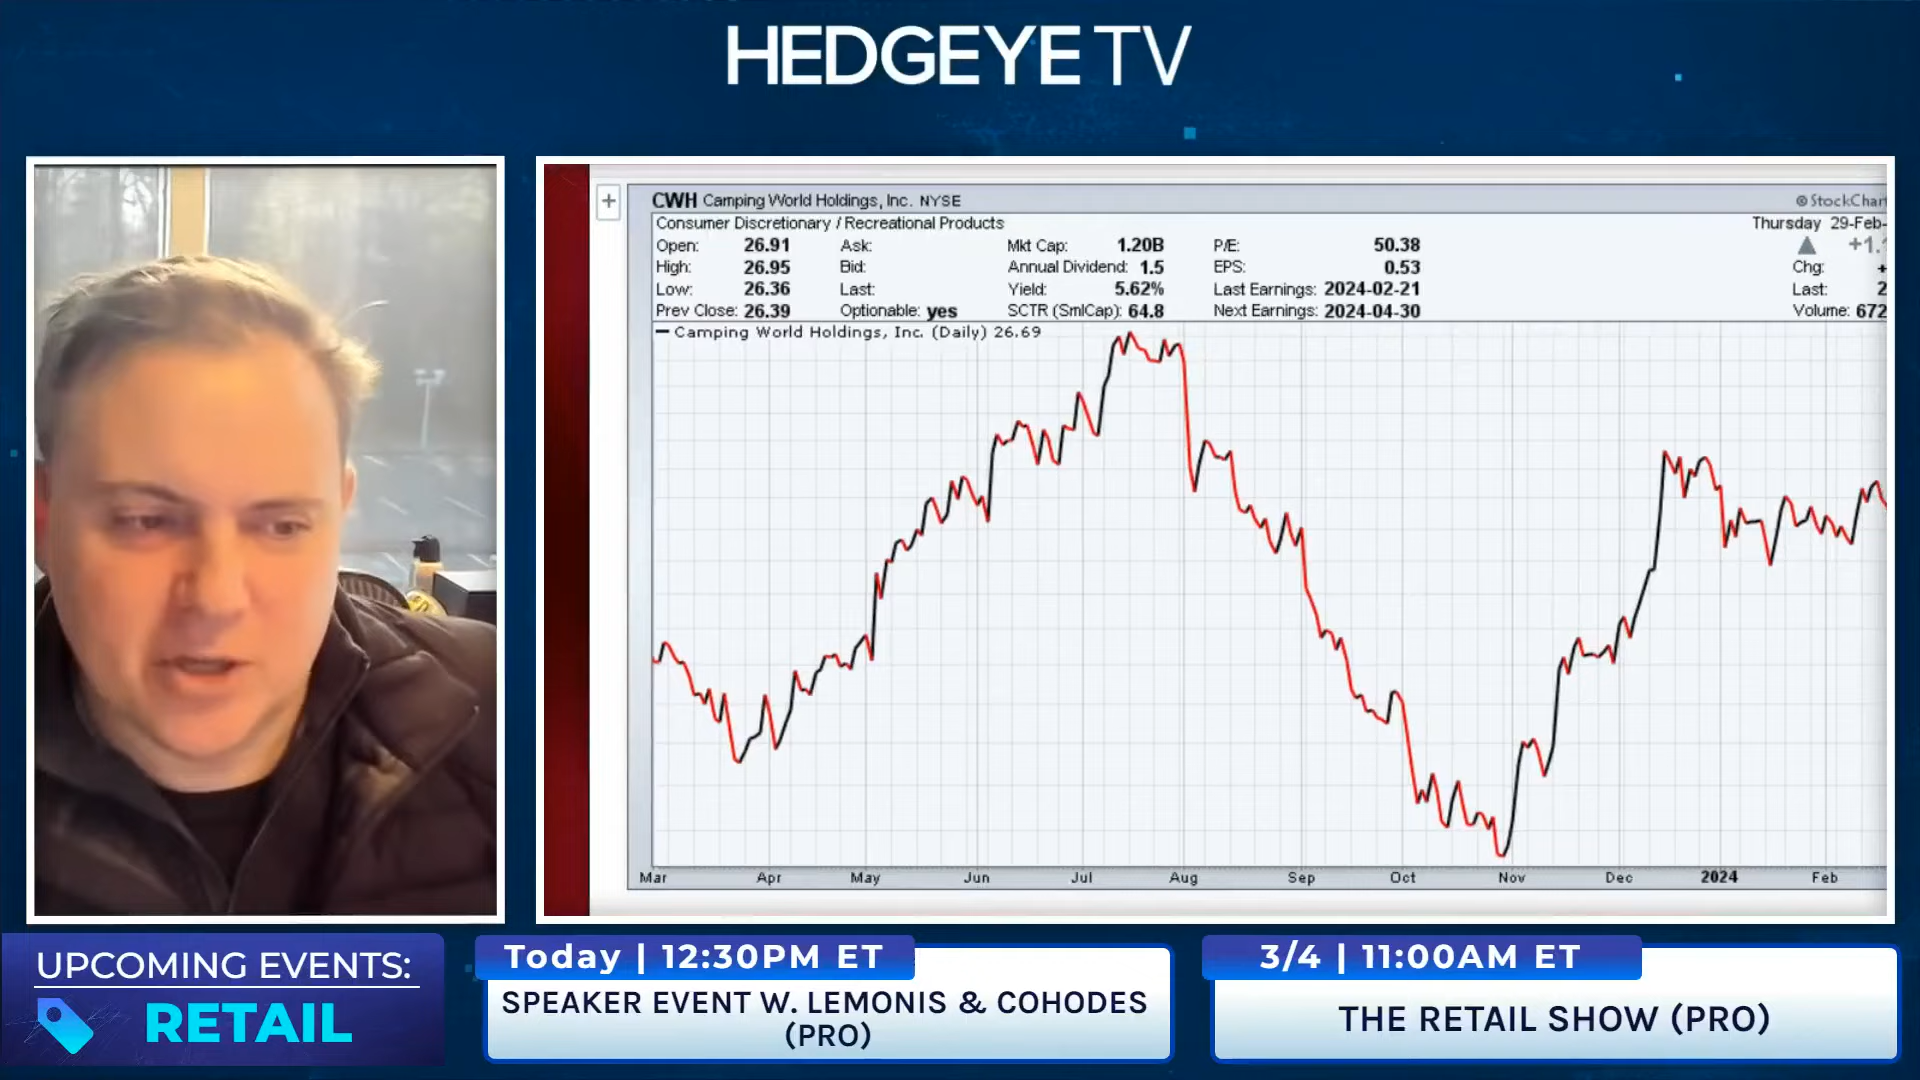 HEDGEYE TV
CWH Camping World Holdings, Inc. NYSE
Consumer Discretionary / Recreational Products
Thursday 29-Feb-
Open: 26.91 Ask: Mkt Cap: 1.20B P/E: 50.38
High: 26.95 Bid: Annual Dividend: 1.5 EPS: 0.53 Chg:
Low: 26.36 Last: Yield: 5.62% Last Earnings: 2024-02-21 Last: 2
Prev Close: 26.39 Optionable: yes SCTR (SmlCap): 64.8 Next Earnings: 2024-04-30 Volume: 672
Camping World Holdings, Inc. (Daily) 26.69
Mar Apr May Jun Jul Aug Sep Oct Nov Dec 2024 Feb
UPCOMING EVENTS:
RETAIL
Today | 12:30PM ET
SPEAKER EVENT W. LEMONIS & COHODES
(PRO)
3/4 | 11:00AM ET
THE RETAIL SHOW (PRO)